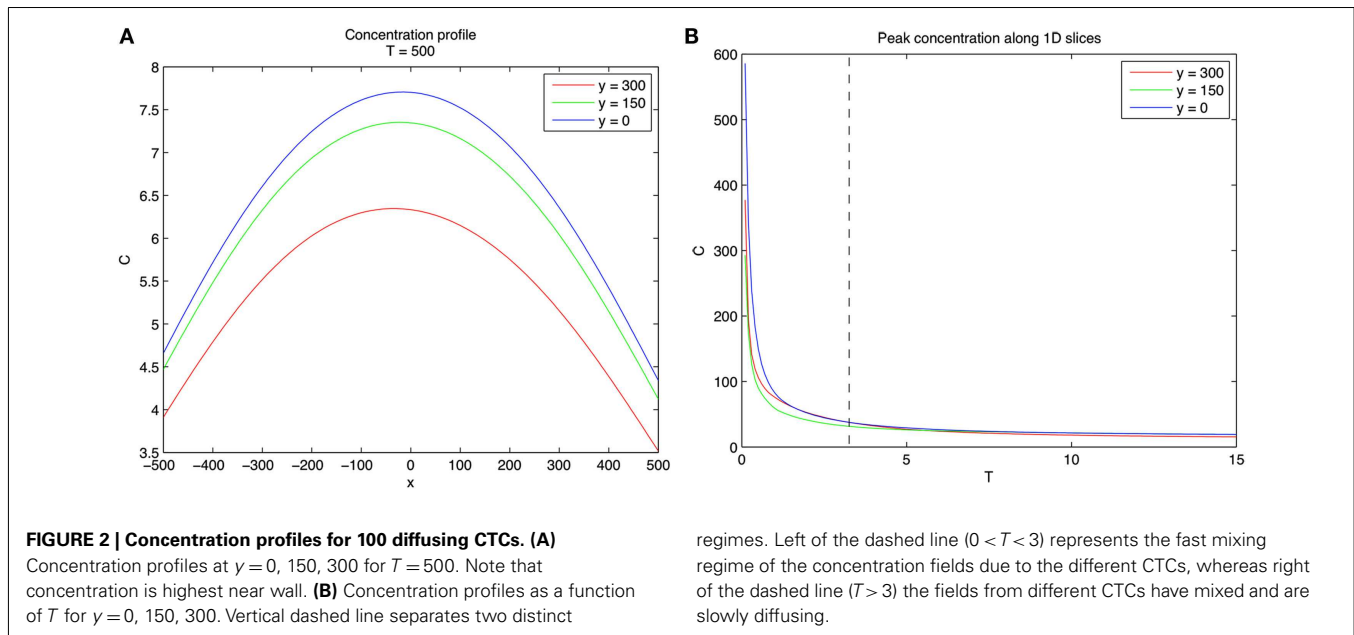 A
Concentration profile
T = 500
8
7.5
7
6.5
6
5.5
5
4.5
4
3.5
C
−500
−400
−300
−200
−100
0
100
200
300
400
500
x
y = 300
y = 150
y = 0
B
Peak concentration along 1D slices
600
500
400
300
200
100
0
C
0
5
10
15
T
y = 300
y = 150
y = 0
FIGURE 2 | Concentration profiles for 100 diffusing CTCs. (A)
Concentration profiles at y = 0, 150, 300 for T = 500. Note that
concentration is highest near wall. (B) Concentration profiles as a function
of T for y = 0, 150, 300. Vertical dashed line separates two distinct
regimes. Left of the dashed line (0 < T < 3) represents the fast mixing
regime of the concentration fields due to the different CTCs, whereas right
of the dashed line (T > 3) the fields from different CTCs have mixed and are
slowly diffusing.